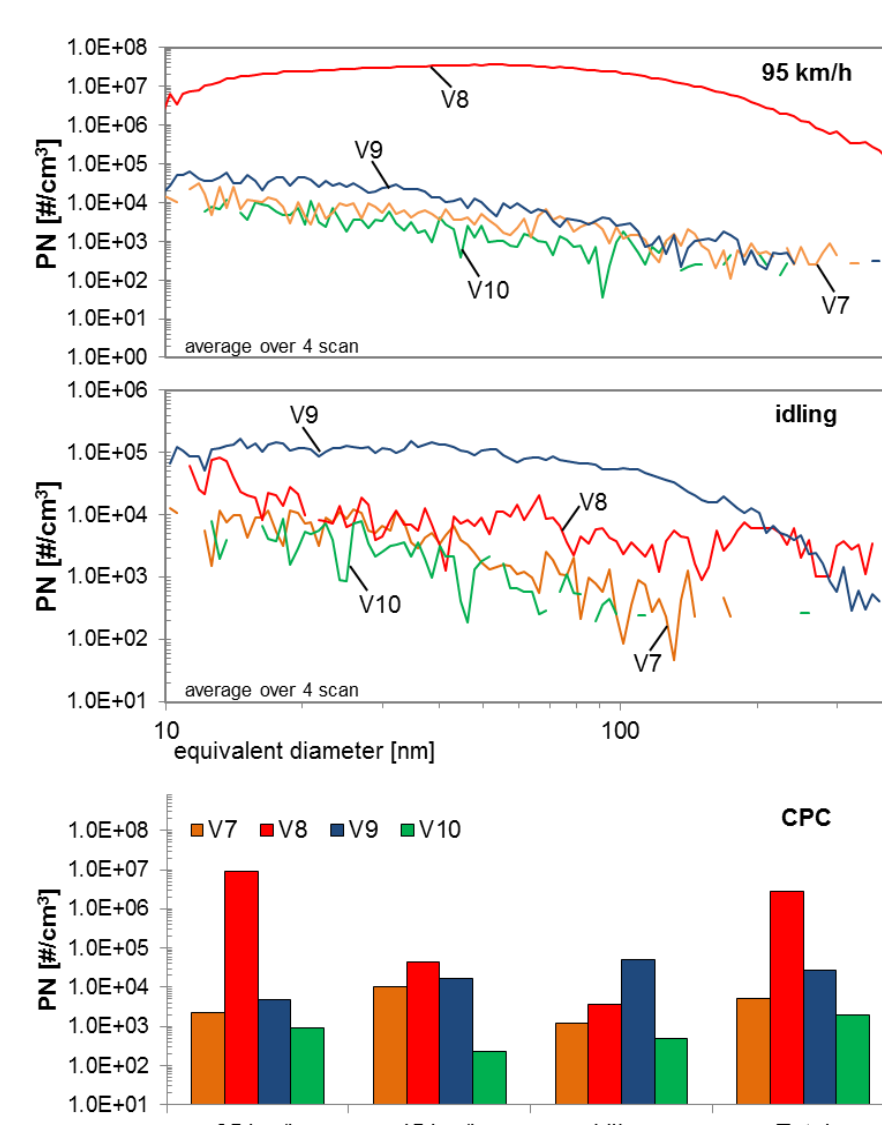 1.0E+08
95 km/h
1.0E+07
V8
1.0E+06
1.0E+05
V9
1.0E+04
PN [#/cm³]
1.0E+03
V10
V7
1.0E+02
1.0E+01
average over 4 scan
1.0E+00
1.0E+06
V9
idling
1.0E+05
V8
1.0E+04
PN [#/cm³]
1.0E+03
V10
1.0E+02
V7
average over 4 scan
1.0E+01
10
100
equivalent diameter [nm]
V7 V8 V9 V10
CPC
1.0E+08
1.0E+07
1.0E+06
1.0E+05
PN [#/cm³]
1.0E+04
1.0E+03
1.0E+02
1.0E+01